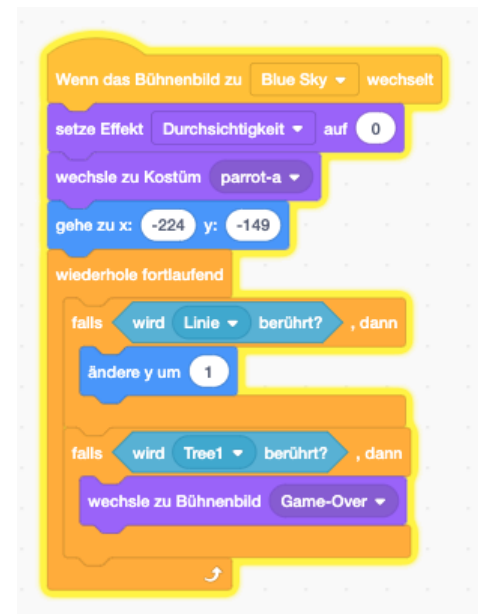 Wenn das Bühnenbild zu Blue Sky wechselt
setze Effekt Durchsichtigkeit auf 0
wechsle zu Kostüm parrot-a
gehe zu x: -224 y: -149
wiederhole fortlaufend
falls wird Linie berührt? , dann
ändere y um 1
falls wird Tree1 berührt? , dann
wechsle zu Bühnenbild Game-Over